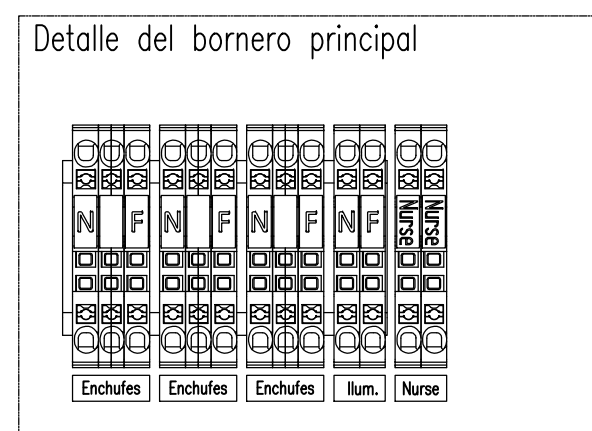 Detalle del bornero principal
N F N F N F N F Nurse Nurse
Enchufes Enchufes Enchufes Ilum. Nurse